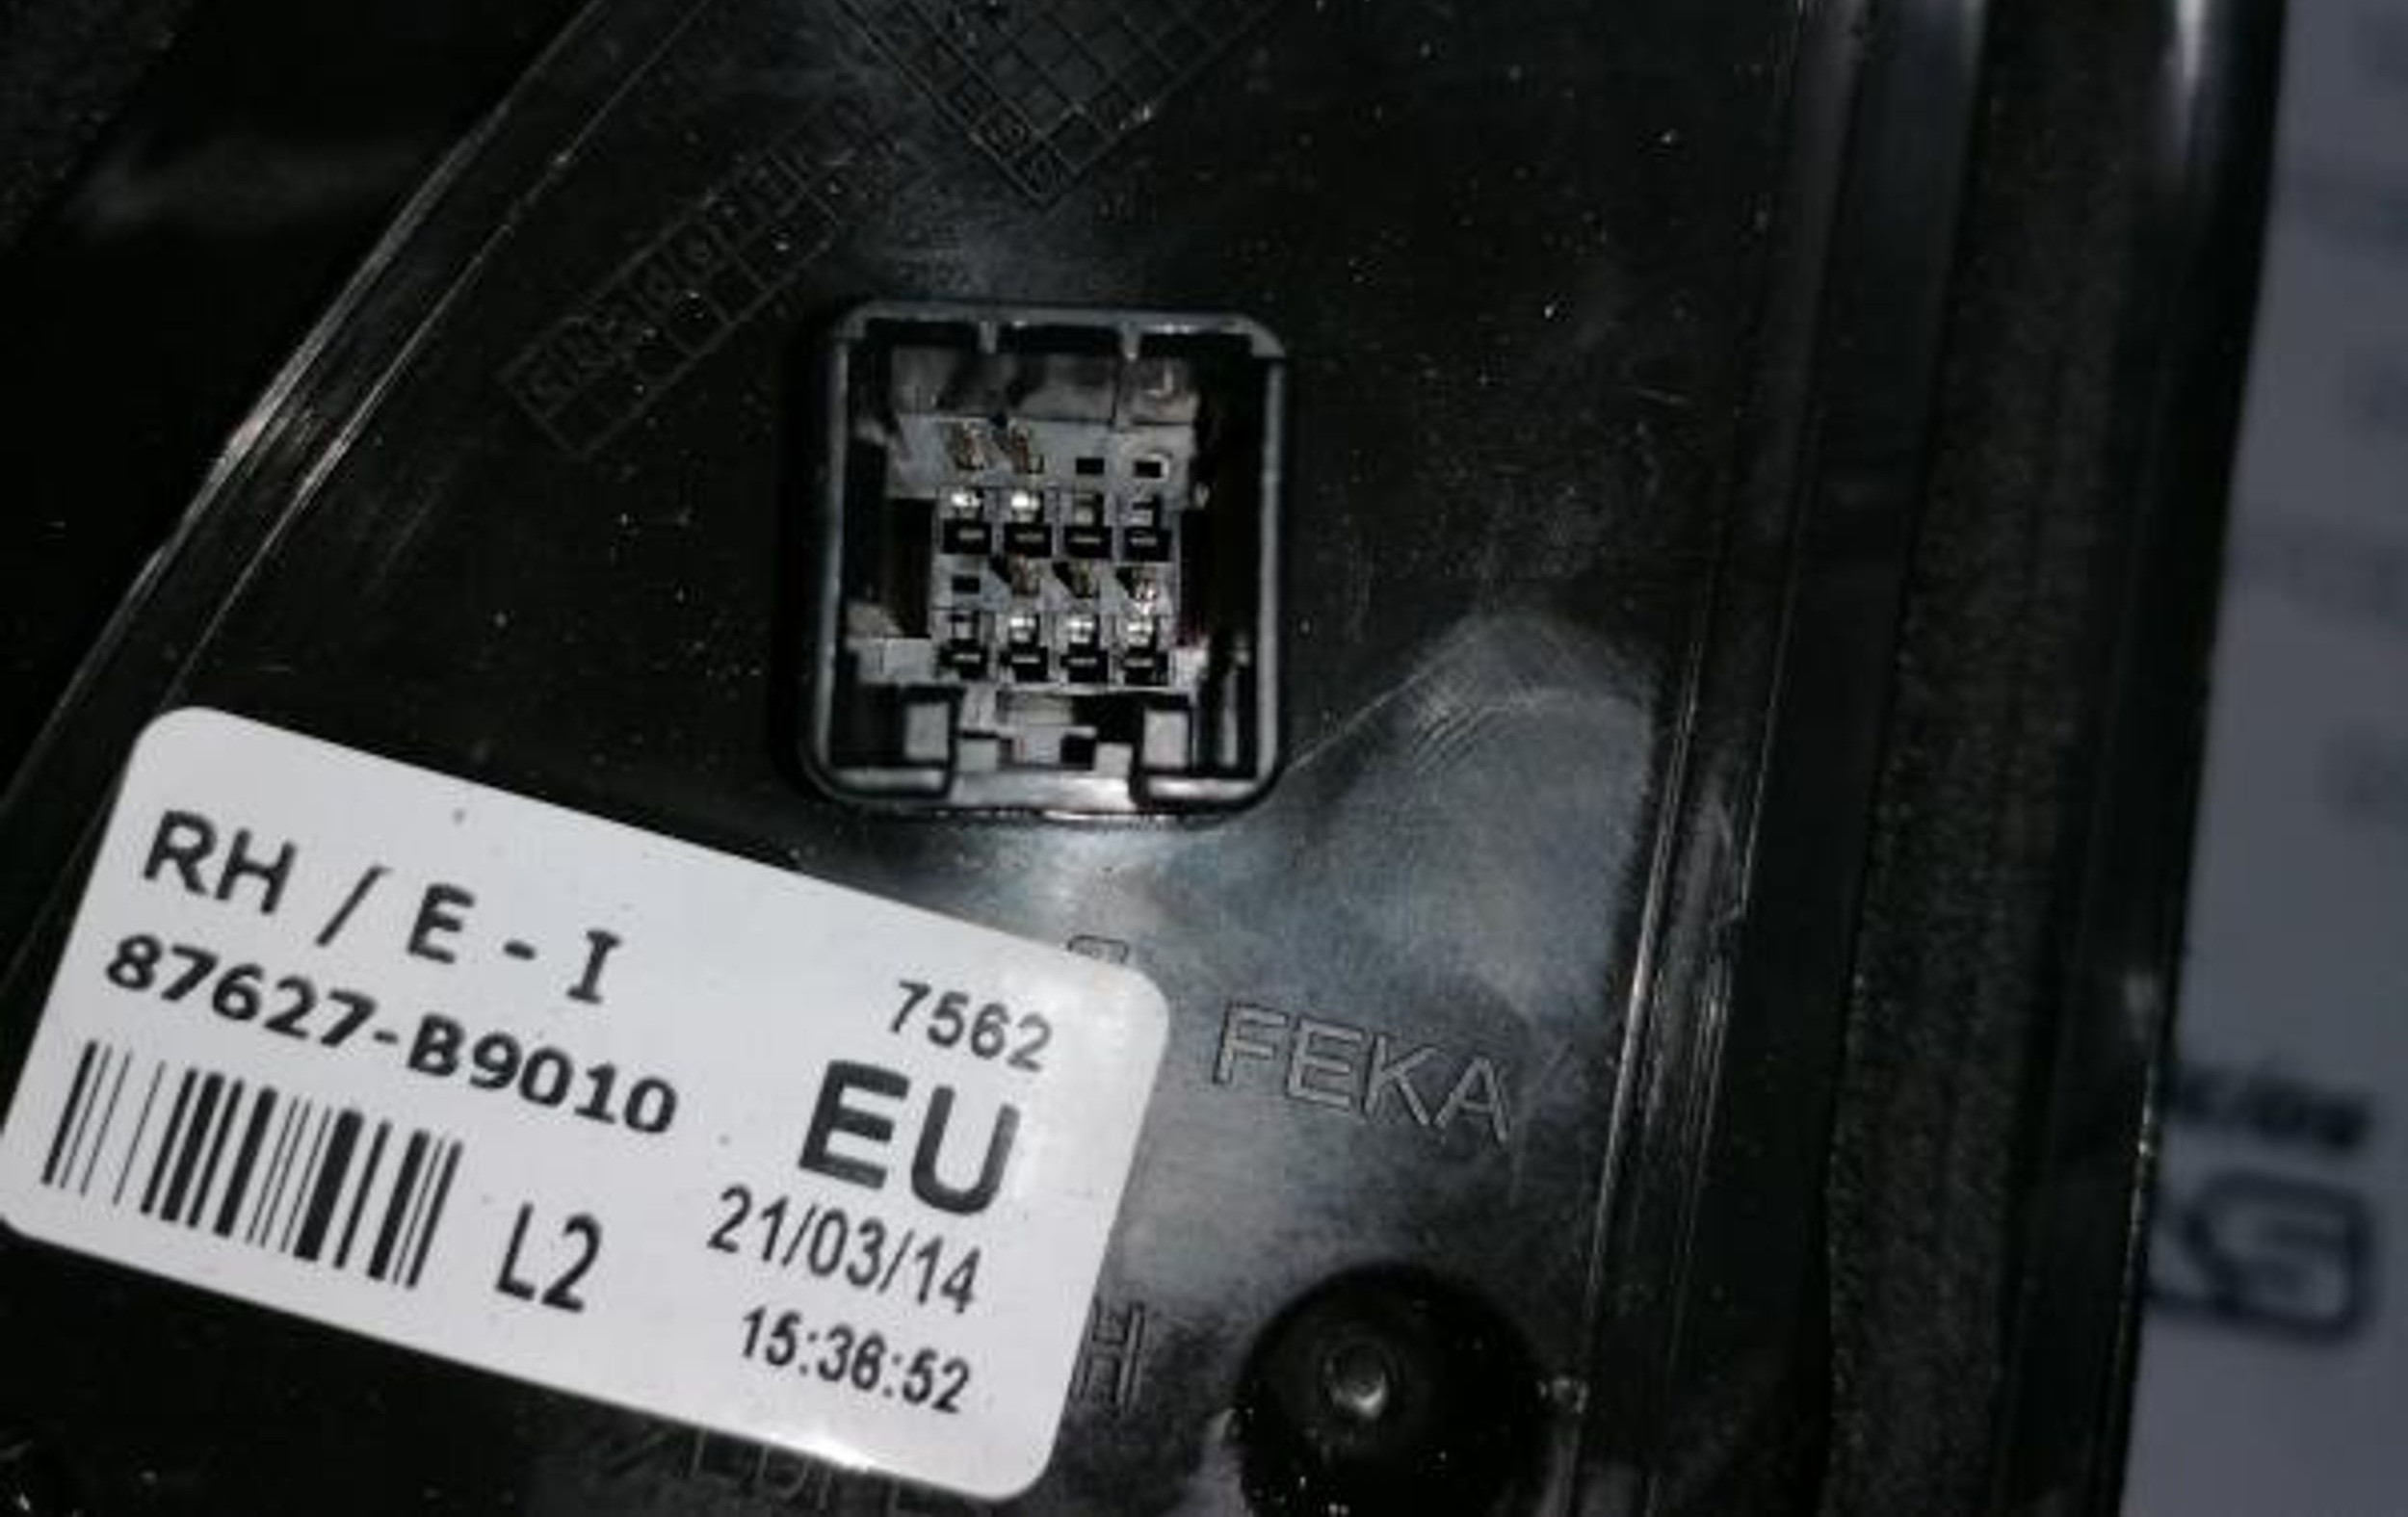 RH / E - I
87627-B9010
7562
EU
L2
21/03/14
15:36:52
FEKA
H